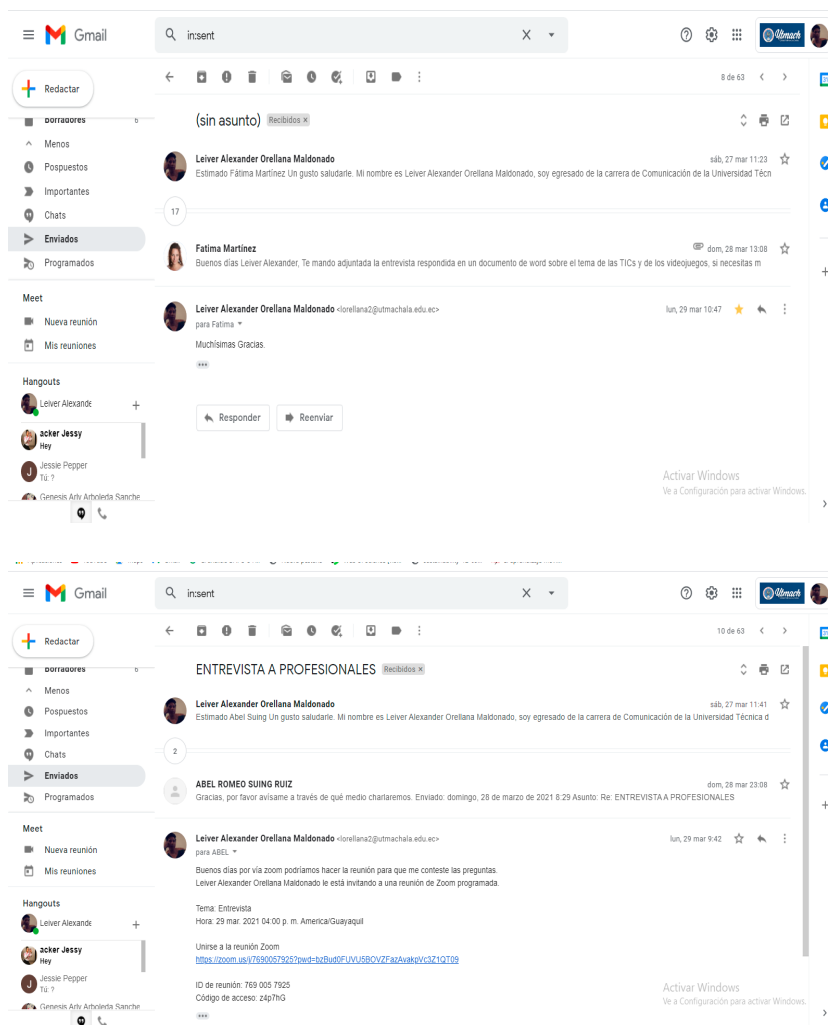 Gmail
in:sent
Utmach
Redactar
8 de 63
Borradores 6
(sin asunto) Recibidos ×
Menos
Pospuestos
Importantes
Chats
Enviados
Programados
Leiver Alexander Orellana Maldonado sáb, 27 mar 11:23
Estimado Fátima Martínez Un gusto saludarle. Mi nombre es Leiver Alexander Orellana Maldonado, soy egresado de la carrera de Comunicación de la Universidad Técn
17
Fatima Martínez dom, 28 mar 13:08
Buenos días Leiver Alexander, Te mando adjuntada la entrevista respondida en un documento de word sobre el tema de las TICs y de los videojuegos, si necesitas m
Meet
Nueva reunión
Mis reuniones
Leiver Alexander Orellana Maldonado <lorellana2@utmachala.edu.ec> lun, 29 mar 10:47
para Fatima
Muchísimas Gracias.
Hangouts
Leiver Alexande
acker Jessy
Hey
Jessie Pepper
Tú: ?
Genesis Arly Arboleda Sanche
Responder Reenviar
Activar Windows
Ve a Configuración para activar Windows.
Gmail
in:sent
Utmach
Redactar
10 de 63
Borradores 6
ENTREVISTA A PROFESIONALES Recibidos ×
Menos
Pospuestos
Importantes
Chats
Enviados
Programados
Leiver Alexander Orellana Maldonado sáb, 27 mar 11:41
Estimado Abel Suing Un gusto saludarle. Mi nombre es Leiver Alexander Orellana Maldonado, soy egresado de la carrera de Comunicación de la Universidad Técnica d
2
ABEL ROMEO SUING RUIZ dom, 28 mar 23:08
Gracias, por favor avísame a través de qué medio charlaremos. Enviado: domingo, 28 de marzo de 2021 8:29 Asunto: Re: ENTREVISTA A PROFESIONALES
Meet
Nueva reunión
Mis reuniones
Leiver Alexander Orellana Maldonado <lorellana2@utmachala.edu.ec> lun, 29 mar 9:42
para ABEL
Buenos días por vía zoom podríamos hacer la reunión para que me conteste las preguntas.
Leiver Alexander Orellana Maldonado le está invitando a una reunión de Zoom programada.
Tema: Entrevista
Hora: 29 mar. 2021 04:00 p. m. America/Guayaquil
Unirse a la reunión Zoom
https://zoom.us/j/7690057925?pwd=bzBud0FUVU5BOVZFazAvakpVc3Z1QT09
ID de reunión: 769 005 7925
Código de acceso: z4p7hG
Hangouts
Leiver Alexande
acker Jessy
Hey
Jessie Pepper
Tú: ?
Genesis Arly Arboleda Sanche
Activar Windows
Ve a Configuración para activar Windows.